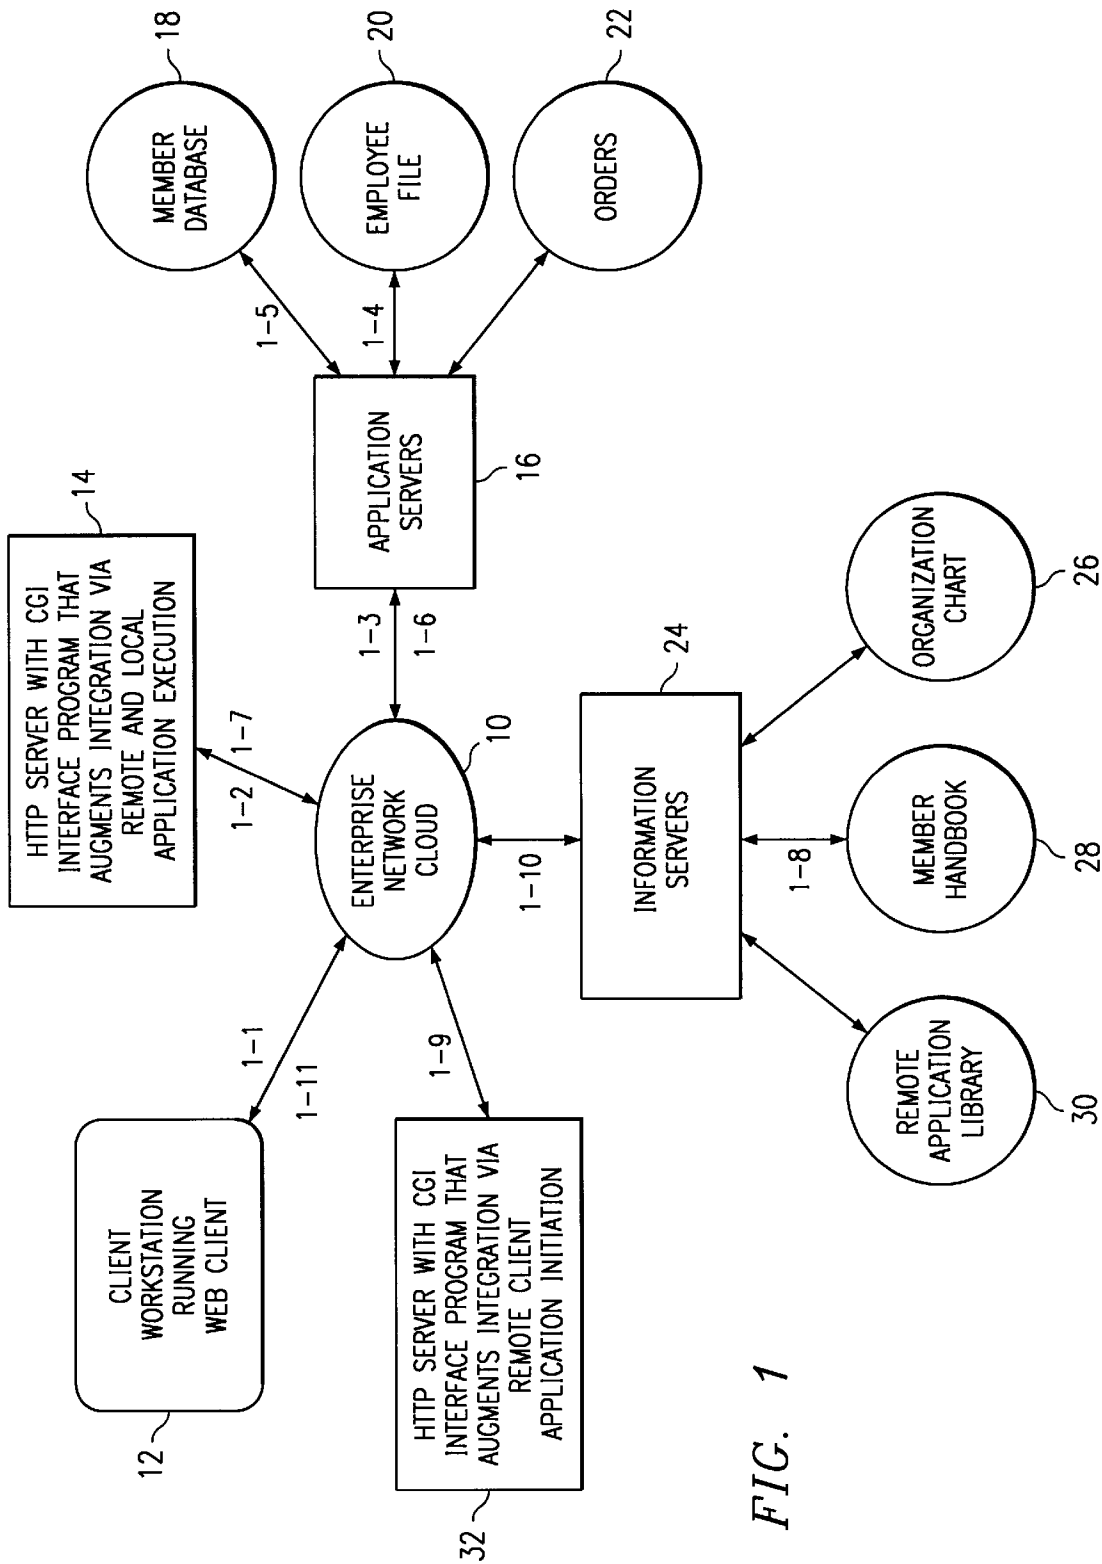 CLIENT
WORKSTATION
RUNNING
WEB CLIENT
12
1-1
1-11
HTTP SERVER WITH CGI
INTERFACE PROGRAM THAT
AUGMENTS INTEGRATION VIA
REMOTE AND LOCAL
APPLICATION EXECUTION
14
1-2
1-7
MEMBER
DATABASE
18
1-5
EMPLOYEE
FILE
20
1-4
ORDERS
22
APPLICATION
SERVERS
16
1-3
1-6
ENTERPRISE
NETWORK
CLOUD
10
HTTP SERVER WITH CGI
INTERFACE PROGRAM THAT
AUGMENTS INTEGRATION VIA
REMOTE CLIENT
APPLICATION INITIATION
32
1-9
1-10
INFORMATION
SERVERS
24
REMOTE
APPLICATION
LIBRARY
30
1-8
MEMBER
HANDBOOK
28
ORGANIZATION
CHART
26
FIG. 1